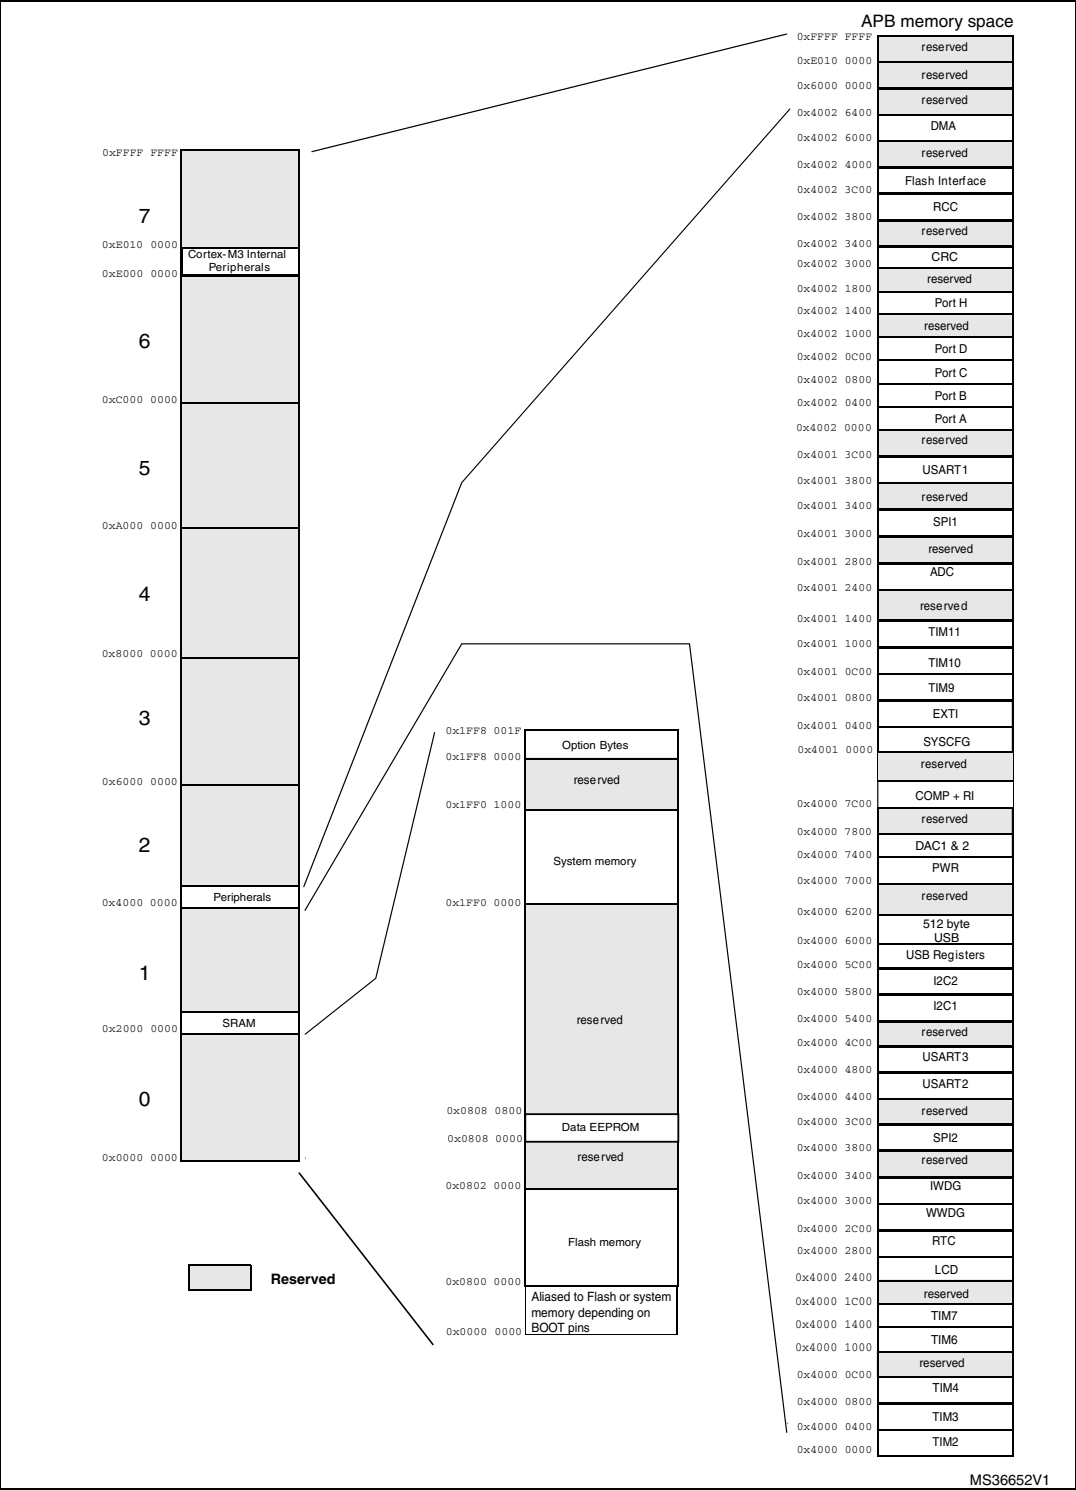 APB memory space
0xFFFF FFFF
reserved
0xE010 0000
reserved
0x6000 0000
reserved
0x4002 6400
DMA
0x4002 6000
reserved
0x4002 4000
Flash Interface
0x4002 3C00
RCC
0x4002 3800
reserved
0x4002 3400
CRC
0x4002 3000
reserved
0x4002 1800
Port H
0x4002 1400
reserved
0x4002 1000
Port D
0x4002 0C00
Port C
0x4002 0800
Port B
0x4002 0400
Port A
0x4002 0000
reserved
0x4001 3C00
USART1
0x4001 3800
reserved
0x4001 3400
SPI1
0x4001 3000
reserved
0x4001 2800
ADC
0x4001 2400
reserved
0x4001 1400
TIM11
0x4001 1000
TIM10
0x4001 0C00
TIM9
0x4001 0800
EXTI
0x4001 0400
SYSCFG
0x4001 0000
reserved
COMP + RI
0x4000 7C00
reserved
0x4000 7800
DAC1 & 2
0x4000 7400
PWR
0x4000 7000
reserved
0x4000 6200
512 byte
USB
0x4000 6000
USB Registers
0x4000 5C00
I2C2
0x4000 5800
I2C1
0x4000 5400
reserved
0x4000 4C00
USART3
0x4000 4800
USART2
0x4000 4400
reserved
0x4000 3C00
SPI2
0x4000 3800
reserved
0x4000 3400
IWDG
0x4000 3000
WWDG
0x4000 2C00
RTC
0x4000 2800
LCD
0x4000 2400
reserved
0x4000 1C00
TIM7
0x4000 1400
TIM6
0x4000 1000
reserved
0x4000 0C00
TIM4
0x4000 0800
TIM3
0x4000 0400
TIM2
0x4000 0000
0xFFFF FFFF
7
0xE010 0000
Cortex-M3 Internal
Peripherals
0xE000 0000
6
0xC000 0000
5
0xA000 0000
4
0x8000 0000
3
0x6000 0000
2
Peripherals
0x4000 0000
1
SRAM
0x2000 0000
0
0x0000 0000
Reserved
0x1FF8 001F
Option Bytes
0x1FF8 0000
reserved
0x1FF0 1000
System memory
0x1FF0 0000
reserved
0x0808 0800
Data EEPROM
0x0808 0000
reserved
0x0802 0000
Flash memory
0x0800 0000
Aliased to Flash or system
memory depending on
BOOT pins
0x0000 0000
MS36652V1